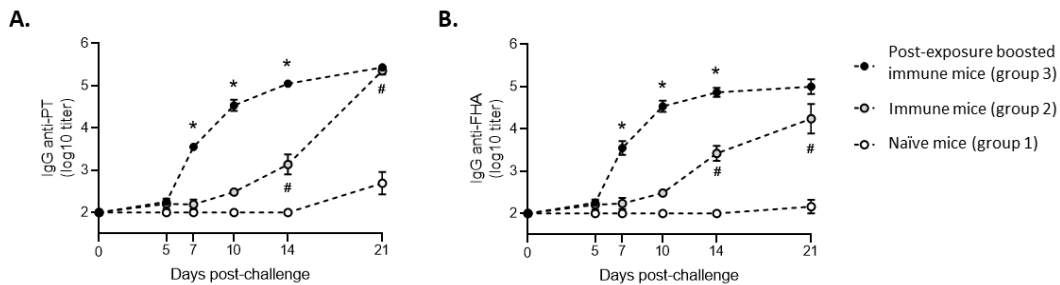 A.
IgG anti-PT
(log10 titer)
6
5
4
3
2
*
*
*
#
#
0
5
7
10
14
21
Days post-challenge
B.
IgG anti-FHA
(log10 titer)
6
5
4
3
2
*
*
*
#
#
0
5
7
10
14
21
Days post-challenge
Post-exposure boosted
immune mice (group 3)
Immune mice (group 2)
Naïve mice (group 1)